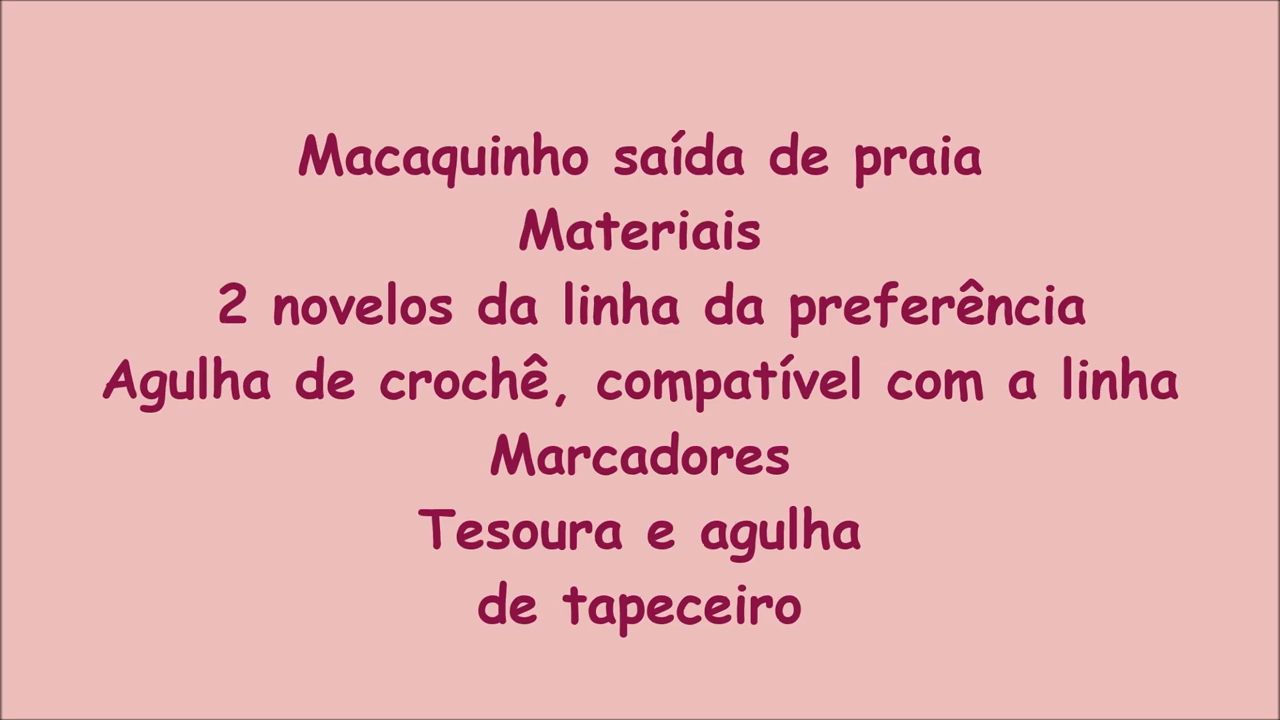 Macaquinho saída de praia
Materiais
2 novelos da linha da preferência
Agulha de crochê, compatível com a linha
Marcadores
Tesoura e agulha
de tapeceiro